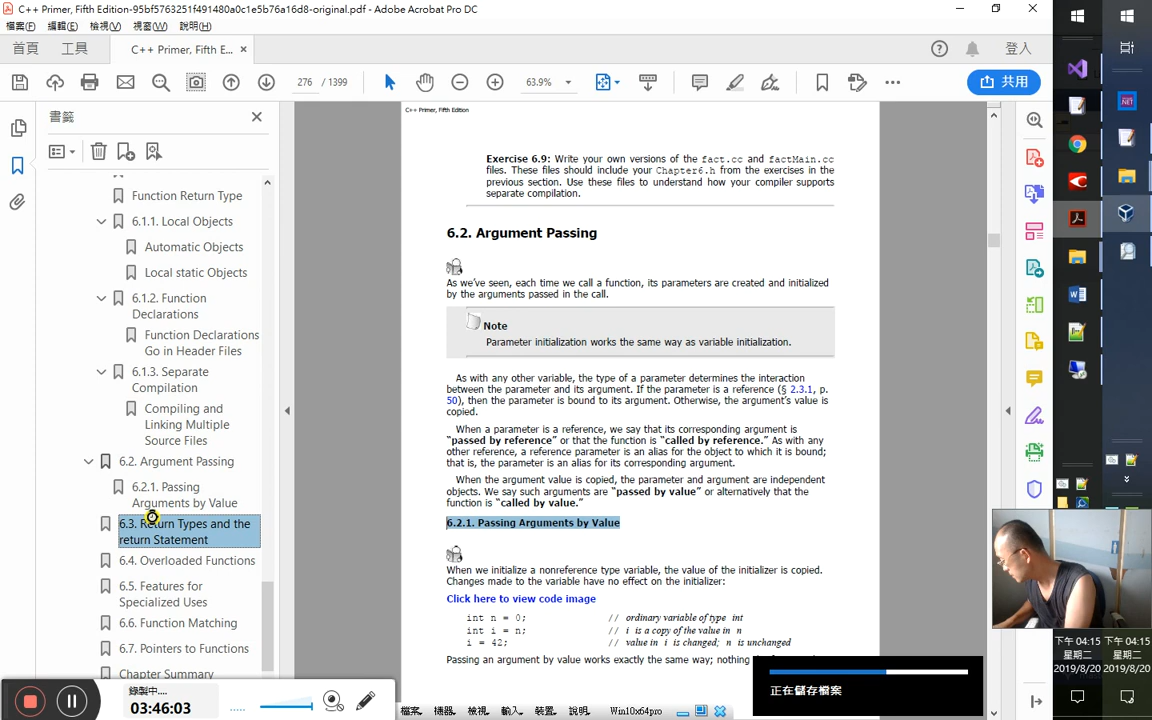 C++ Primer, Fifth Edition-95bf5763251f491480a0c1e5b76a16d8-original.pdf - Adobe Acrobat Pro DC
檔案(F) 編輯(E) 檢視(V) 視窗(W) 說明(H)
首頁 工具 C++ Primer, Fifth E... × 登入
276 / 1399 63.9% 共用
書籤
Function Return Type
6.1.1. Local Objects
Automatic Objects
Local static Objects
6.1.2. Function
Declarations
Function Declarations
Go in Header Files
6.1.3. Separate
Compilation
Compiling and
Linking Multiple
Source Files
6.2. Argument Passing
6.2.1. Passing
Arguments by Value
6.3. Return Types and the
return Statement
6.4. Overloaded Functions
6.5. Features for
Specialized Uses
6.6. Function Matching
6.7. Pointers to Functions
Chapter Summary
C++ Primer, Fifth Edition
Exercise 6.9: Write your own versions of the fact.cc and factMain.cc
files. These files should include your Chapter6.h from the exercises in the
previous section. Use these files to understand how your compiler supports
separate compilation.
6.2. Argument Passing
As we’ve seen, each time we call a function, its parameters are created and initialized
by the arguments passed in the call.
Note
Parameter initialization works the same way as variable initialization.
As with any other variable, the type of a parameter determines the interaction
between the parameter and its argument. If the parameter is a reference (§ 2.3.1, p.
50), then the parameter is bound to its argument. Otherwise, the argument’s value is
copied.
When a parameter is a reference, we say that its corresponding argument is
“passed by reference” or that the function is “called by reference.” As with any
other reference, a reference parameter is an alias for the object to which it is bound;
that is, the parameter is an alias for its corresponding argument.
When the argument value is copied, the parameter and argument are independent
objects. We say such arguments are “passed by value” or alternatively that the
function is “called by value.”
6.2.1. Passing Arguments by Value
When we initialize a nonreference type variable, the value of the initializer is copied.
Changes made to the variable have no effect on the initializer:
Click here to view code image
int n = 0; // ordinary variable of type int
int i = n; // i is a copy of the value in n
i = 42; // value in i is changed; n is unchanged
Passing an argument by value works exactly the same way; nothing
正在儲存檔案
錄製中....
03:46:03
檔案 機器 檢視 輸入 裝置 說明 Win10x64pro
.NET
下午 04:15 下午 04:15
星期二 星期二
2019/8/20 2019/8/20